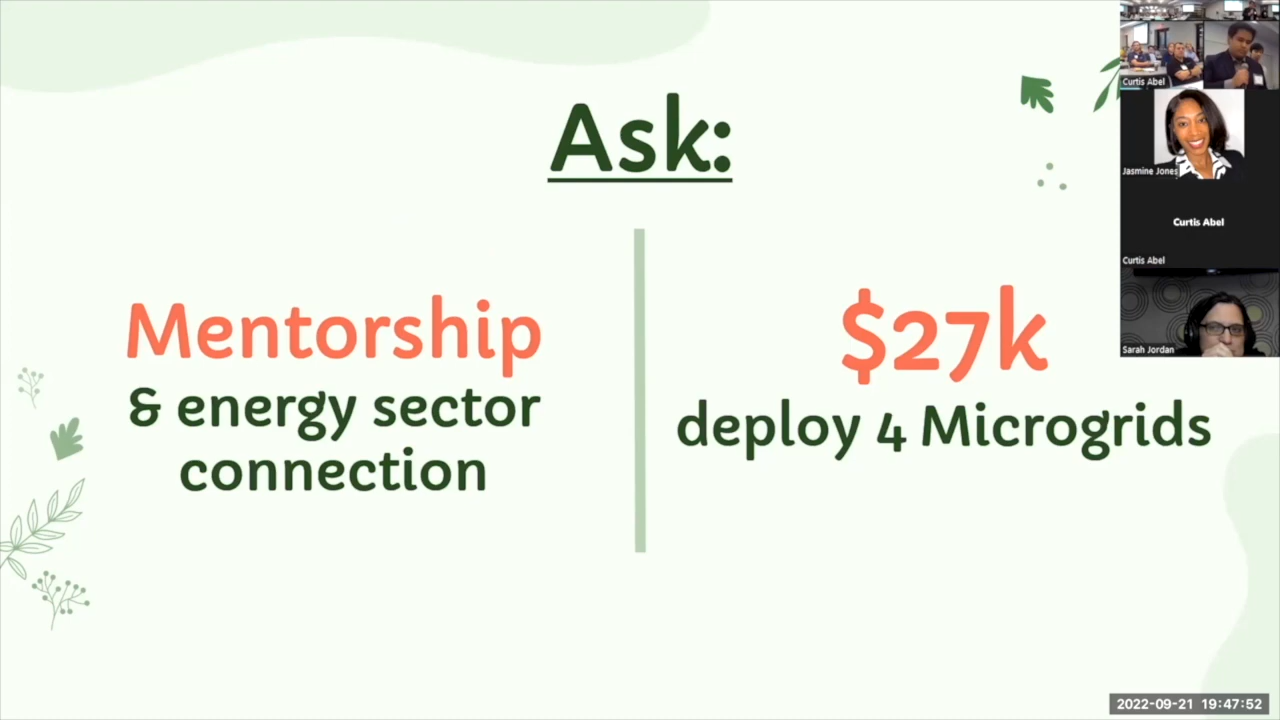 Ask:
Mentorship
& energy sector
connection
$27k
deploy 4 Microgrids
Curtis Abel
Jasmine Jones
Curtis Abel
Curtis Abel
Sarah Jordan
2022-09-21 19:47:52